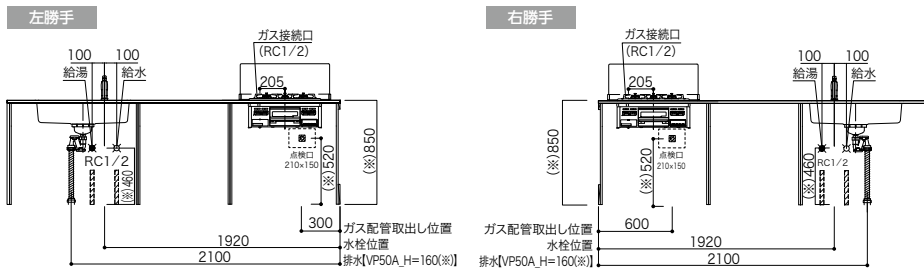 左勝手
100 100
給湯 給水
ガス接続口
(RC1/2)
205
RC1/2
(※)460
点検口
210×150
(※)520
(※)850
300 ガス配管取出し位置
1920 水栓位置
2100 排水【VP50A_H=160(※)】
右勝手
ガス接続口
(RC1/2)
205
100 100
給湯 給水
(※)850
点検口
210×150
(※)520
RC1/2
(※)460
ガス配管取出し位置 600
水栓位置 1920
排水【VP50A_H=160(※)】 2100